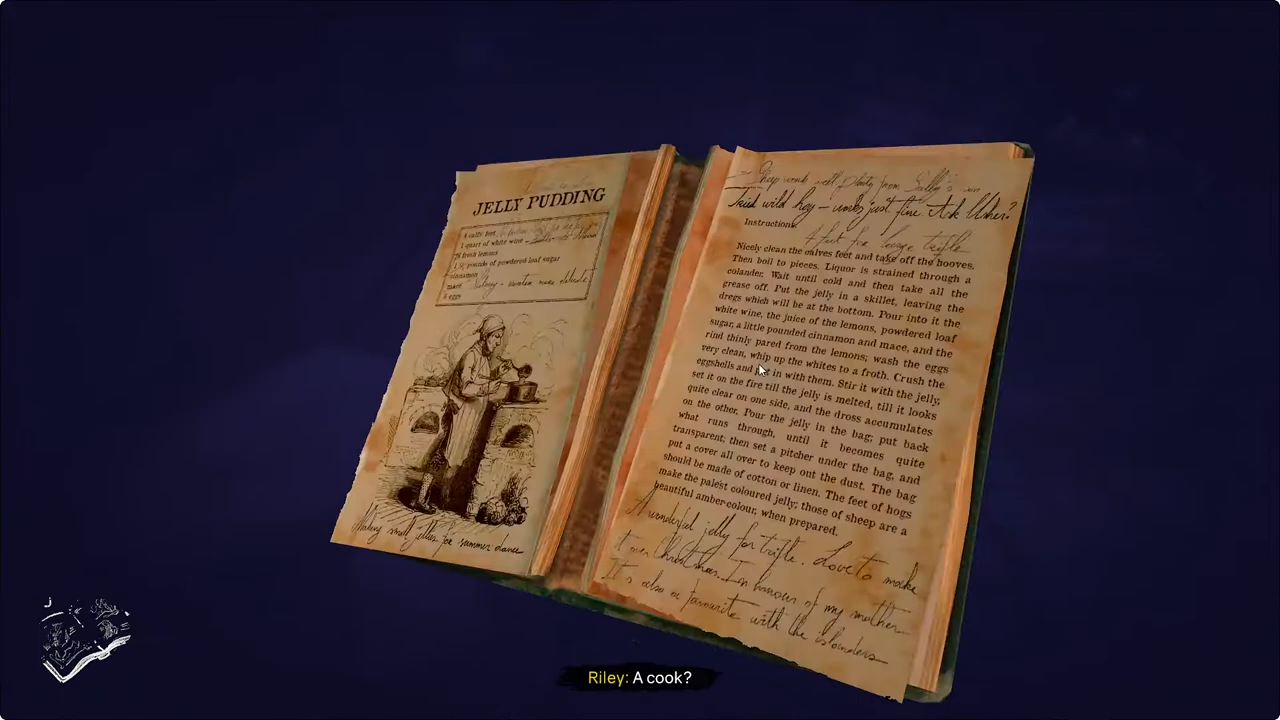 JELLY PUDDING
4 calfs' feet
1 quart of white wine
fresh lemons
pounds of powdered loaf sugar
cinnamon
mace
8 eggs
Making small jellies for summer dance
Sheep work well, plenty from Sally's
Tried wild hog - works just fine Ask Usher?
Instructions
4 feet for large trifle
Nicely clean the calves feet and take off the hooves.
Then boil to pieces. Liquor is strained through a
colander. Wait until cold and then take all the
grease off. Put the jelly in a skillet, leaving the
dregs which will be at the bottom. Pour into it the
white wine, the juice of the lemons, powdered loaf
sugar, a little pounded cinnamon and mace, and the
rind thinly pared from the lemons; wash the eggs
very clean, whip up the whites to a froth. Crush the
eggshells and put in with them. Stir it with the jelly,
set it on the fire till the jelly is melted, till it looks
quite clear on one side, and the dross accumulates
on the other. Pour the jelly in the bag; put back
what runs through, until it becomes quite
transparent; then set a pitcher under the bag, and
put a cover all over to keep out the dust. The bag
should be made of cotton or linen. The feet of hogs
make the palest coloured jelly; those of sheep are a
beautiful amber-colour, when prepared.
A wonderful jelly for trifle. Love to make
it over Christmas. In honour of my mother
It's also a favourite with the islanders
Riley: A cook?